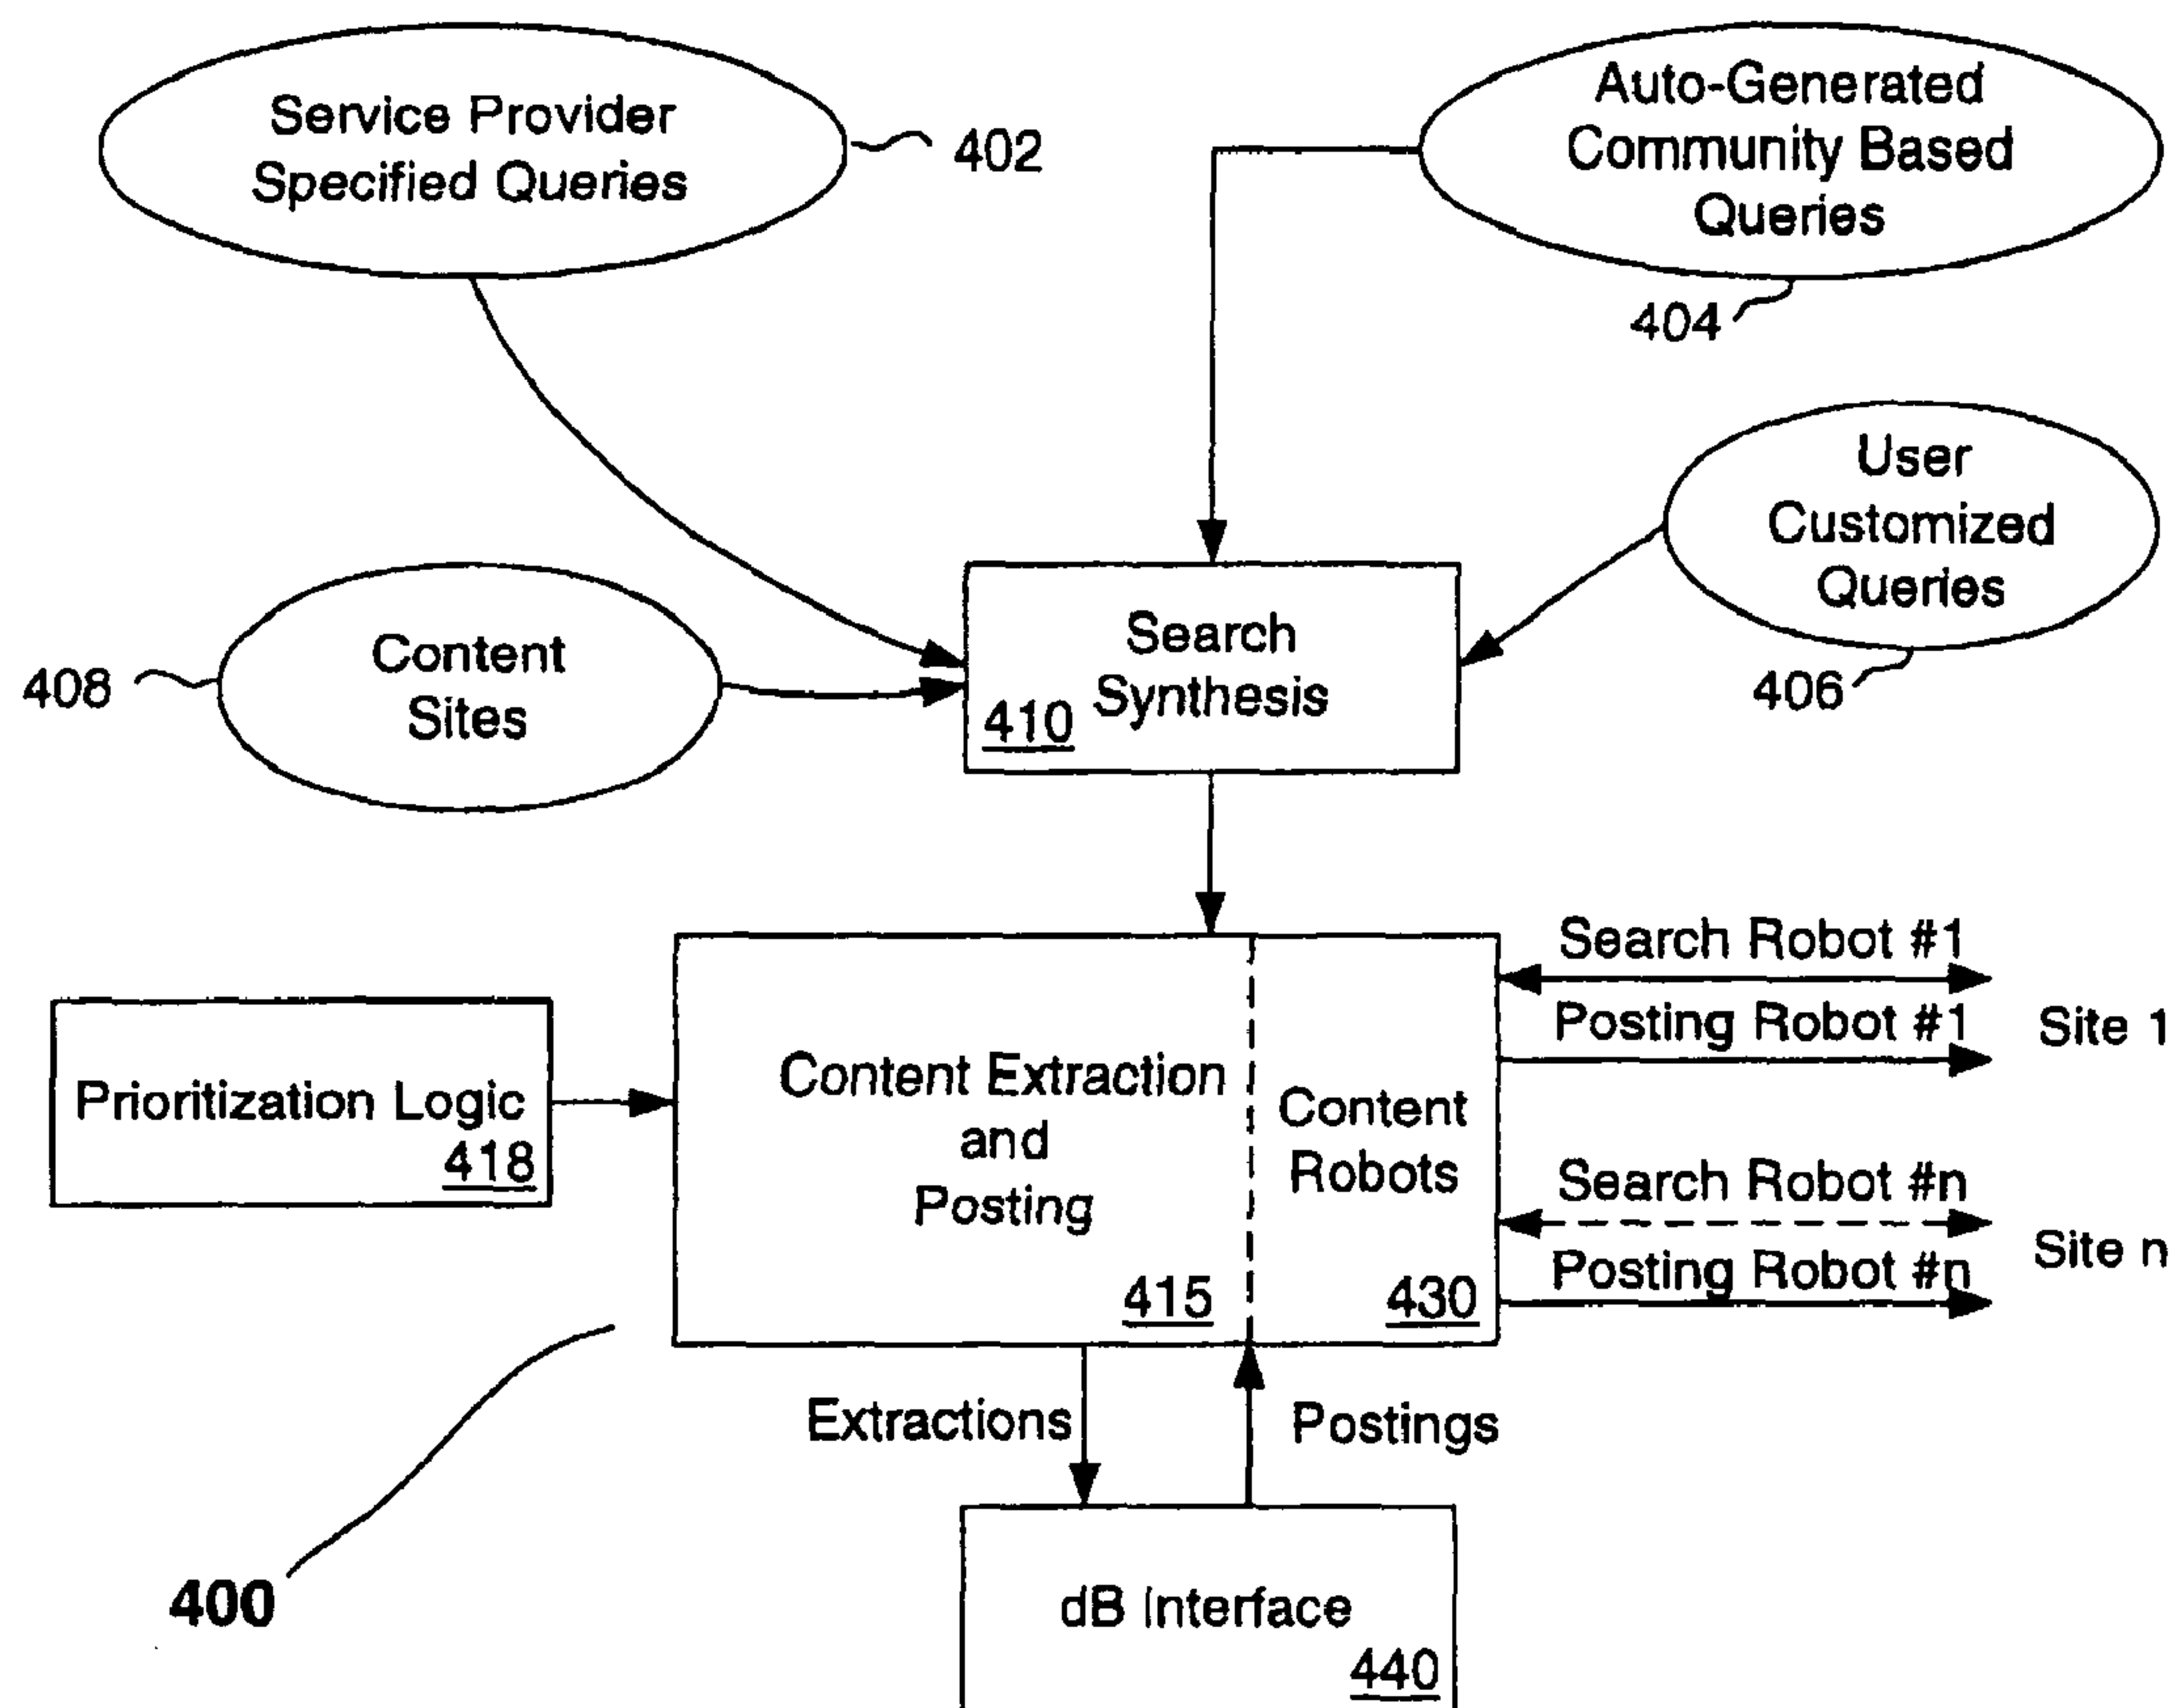 Service Provider
Specified Queries
402
Auto-Generated
Community Based
Queries
404
User
Customized
Queries
406
Content
Sites
408
Search
Synthesis
410
Prioritization Logic
418
Content Extraction
and
Posting
415
Content
Robots
430
Search Robot #1
Posting Robot #1
Site 1
Search Robot #n
Posting Robot #n
Site n
Extractions
Postings
400
dB Interface
440